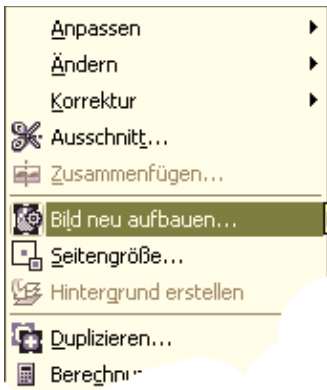 Anpassen
Ändern
Korrektur
Ausschnitt...
Zusammenfügen...
Bild neu aufbauen...
Seitengröße...
Hintergrund erstellen
Duplizieren...